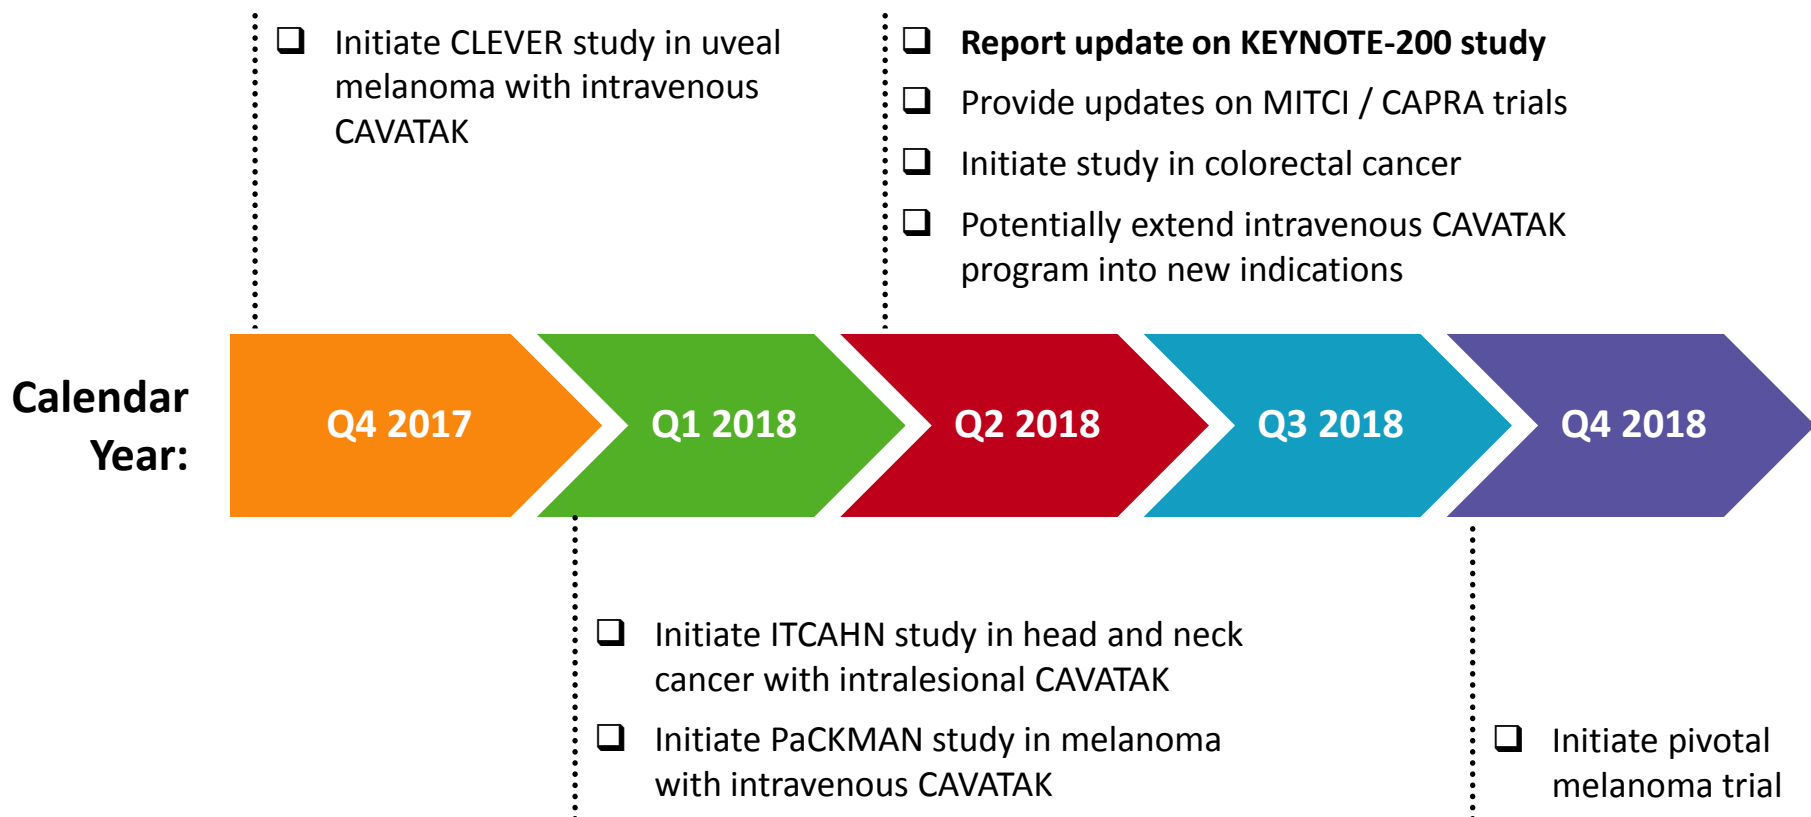 ❑ Initiate CLEVER study in uveal
melanoma with intravenous
CAVATAK
❑ Report update on KEYNOTE-200 study
❑ Provide updates on MITCI / CAPRA trials
❑ Initiate study in colorectal cancer
❑ Potentially extend intravenous CAVATAK
program into new indications
Calendar
Year:
Q4 2017
Q1 2018
Q2 2018
Q3 2018
Q4 2018
❑ Initiate ITCAHN study in head and neck
cancer with intralesional CAVATAK
❑ Initiate PaCKMAN study in melanoma
with intravenous CAVATAK
❑ Initiate pivotal
melanoma trial